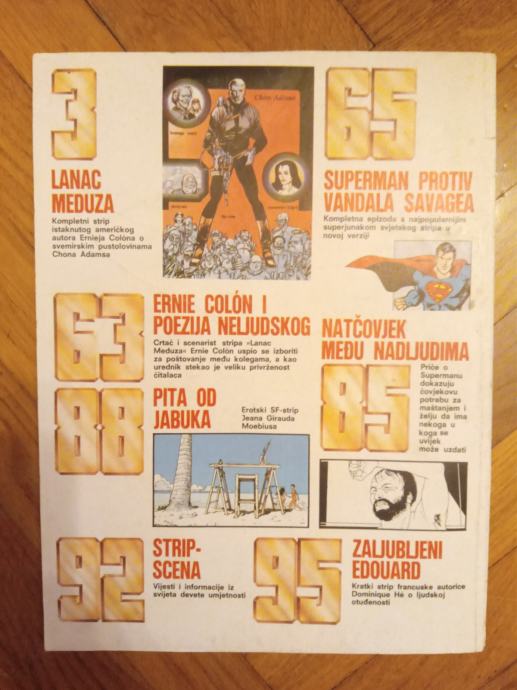 3
LANAC
MEDUZA
Kompletni strip
istaknutog američkog
autora Ernieja Colóna o
svemirskim pustolovinama
Chona Adamsa
65
SUPERMAN PROTIV
VANDALA SAVAGEA
Kompletna epizoda s najpopularnijim
superjunakom svjetskog stripa u
novoj verziji
63
ERNIE COLÓN I
POEZIJA NELJUDSKOG
Crtač i scenarist stripa »Lanac
Meduza« Ernie Colón uspio se izboriti
za poštovanje među kolegama, a kao
urednik stekao je veliku privrženost
čitalaca
NATČOVJEK
MEĐU NADLJUDIMA
85
Priče o
Supermanu
dokazuju
čovjekovu
potrebu za
maštanjem i
želju da ima
nekoga u
koga se
uvijek
može uzdati
88
PITA OD
JABUKA
Erotski SF-strip
Jeana Girauda
Moebiusa
92
STRIP-
SCENA
Vijesti i informacije iz
svijeta devete umjetnosti
95
ZALJUBLJENI
EDOUARD
Kratki strip francuske autorice
Dominique Hé o ljudskoj
otuđenosti